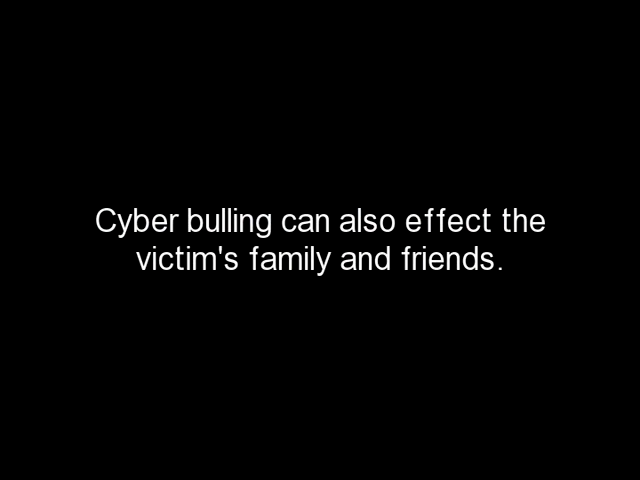 Cyber bulling can also effect the
victim's family and friends.